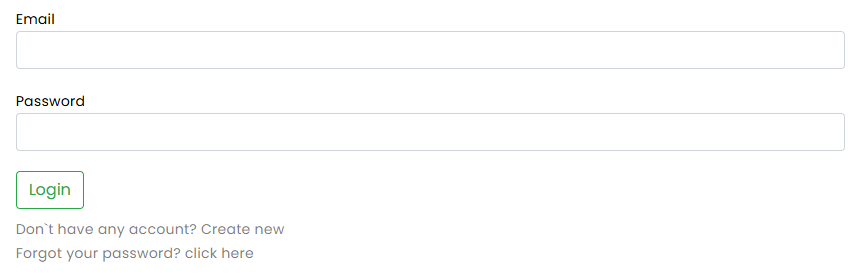 Email
Password
Login
Don`t have any account? Create new
Forgot your password? click here